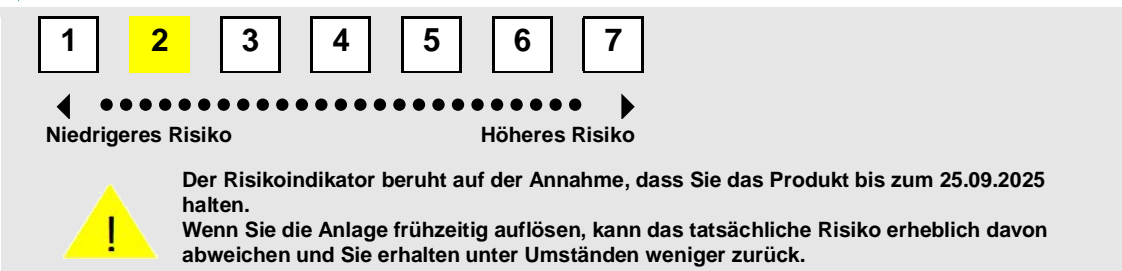 1 2 3 4 5 6 7
Niedrigeres Risiko Höheres Risiko
!
Der Risikoindikator beruht auf der Annahme, dass Sie das Produkt bis zum 25.09.2025
halten.
Wenn Sie die Anlage frühzeitig auflösen, kann das tatsächliche Risiko erheblich davon
abweichen und Sie erhalten unter Umständen weniger zurück.